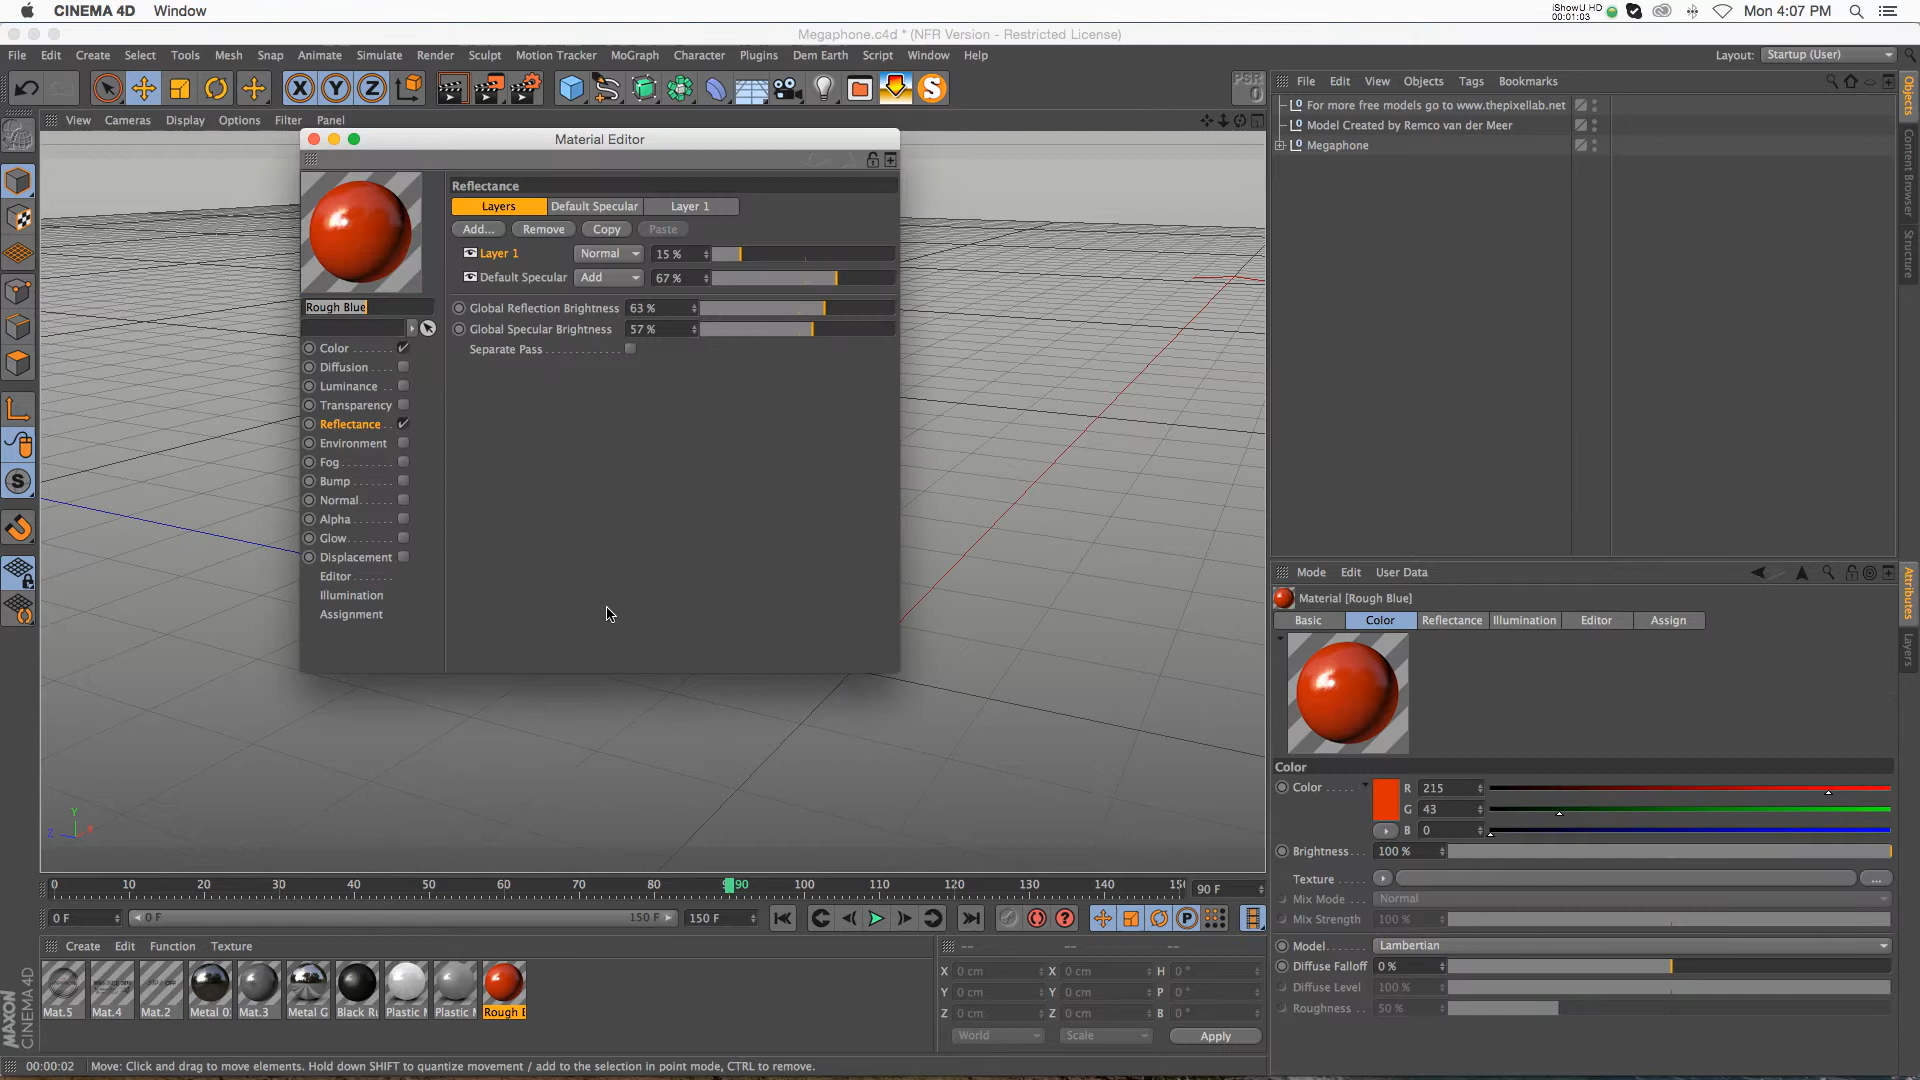 CINEMA 4D Window
iShowU HD
00:01:03
Mon 4:07 PM
Megaphone.c4d * (NFR Version - Restricted License)
File Edit Create Select Tools Mesh Snap Animate Simulate Render Sculpt Motion Tracker MoGraph Character Plugins Dem Earth Script Window Help
Layout: Startup (User)
X Y Z
PSR
0
File Edit View Objects Tags Bookmarks
For more free models go to www.thepixellab.net
Model Created by Remco van der Meer
Megaphone
Objects
Content Browser
Structure
View Cameras Display Options Filter Panel
Material Editor
Reflectance
Layers Default Specular Layer 1
Add... Remove Copy Paste
Layer 1 Normal 15 %
Default Specular Add 67 %
Global Reflection Brightness 63 %
Global Specular Brightness 57 %
Separate Pass
Rough Blue
Color
Diffusion
Luminance
Transparency
Reflectance
Environment
Fog
Bump
Normal
Alpha
Glow
Displacement
Editor
Illumination
Assignment
Y
Z X
Mode Edit User Data
Material [Rough Blue]
Basic Color Reflectance Illumination Editor Assign
Color
Color R 215
G 43
B 0
Brightness 100 %
Texture ...
Mix Mode Normal
Mix Strength 100 %
Model Lambertian
Diffuse Falloff 0 %
Diffuse Level 100 %
Roughness 50 %
Attributes
Layers
0 10 20 30 40 50 60 70 80 90 100 110 120 130 140 150 90 F
0 F 0 F 150 F 150 F
Create Edit Function Texture
Mat.5 Mat.4 Mat.2 Metal 0 Mat.3 Metal G Black Ru Plastic M Plastic M Rough B
-- -- --
X 0 cm X 0 cm H 0 °
Y 0 cm Y 0 cm P 0 °
Z 0 cm Z 0 cm B 0 °
World Scale Apply
MAXON
CINEMA 4D
00:00:02 Move: Click and drag to move elements. Hold down SHIFT to quantize movement / add to the selection in point mode, CTRL to remove.